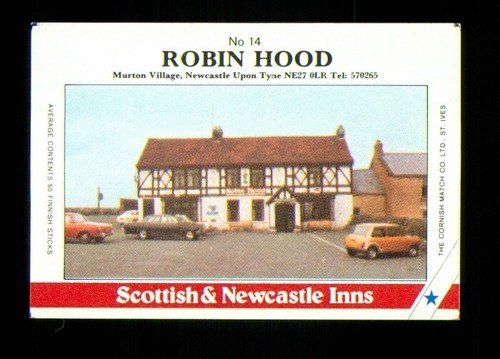 No 14
ROBIN HOOD
Murton Village, Newcastle Upon Tyne NE27 0LR Tel: 570265
AVERAGE CONTENTS 50 FINNISH STICKS
THE CORNISH MATCH CO. LTD., ST. IVES
Scottish & Newcastle Inns